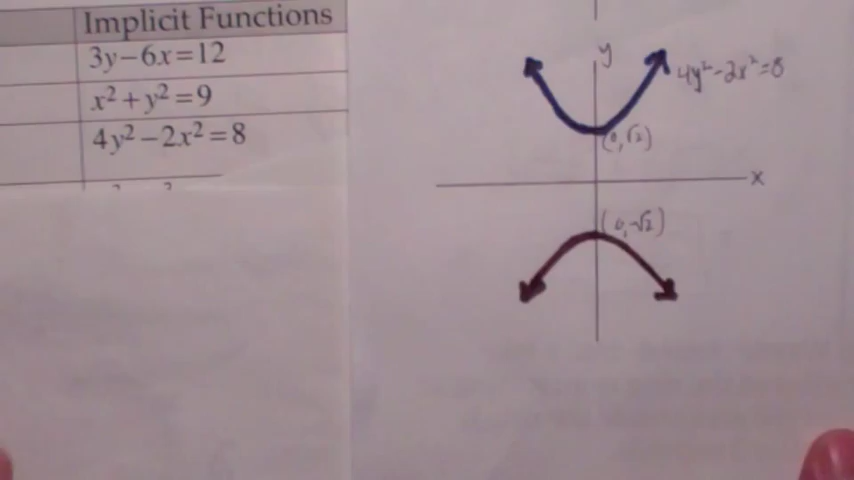 Implicit Functions
3y−6x=12
x²+y²=9
4y²−2x²=8
y
4y²-2x²=8
(0,√2)
x
(0,-√2)